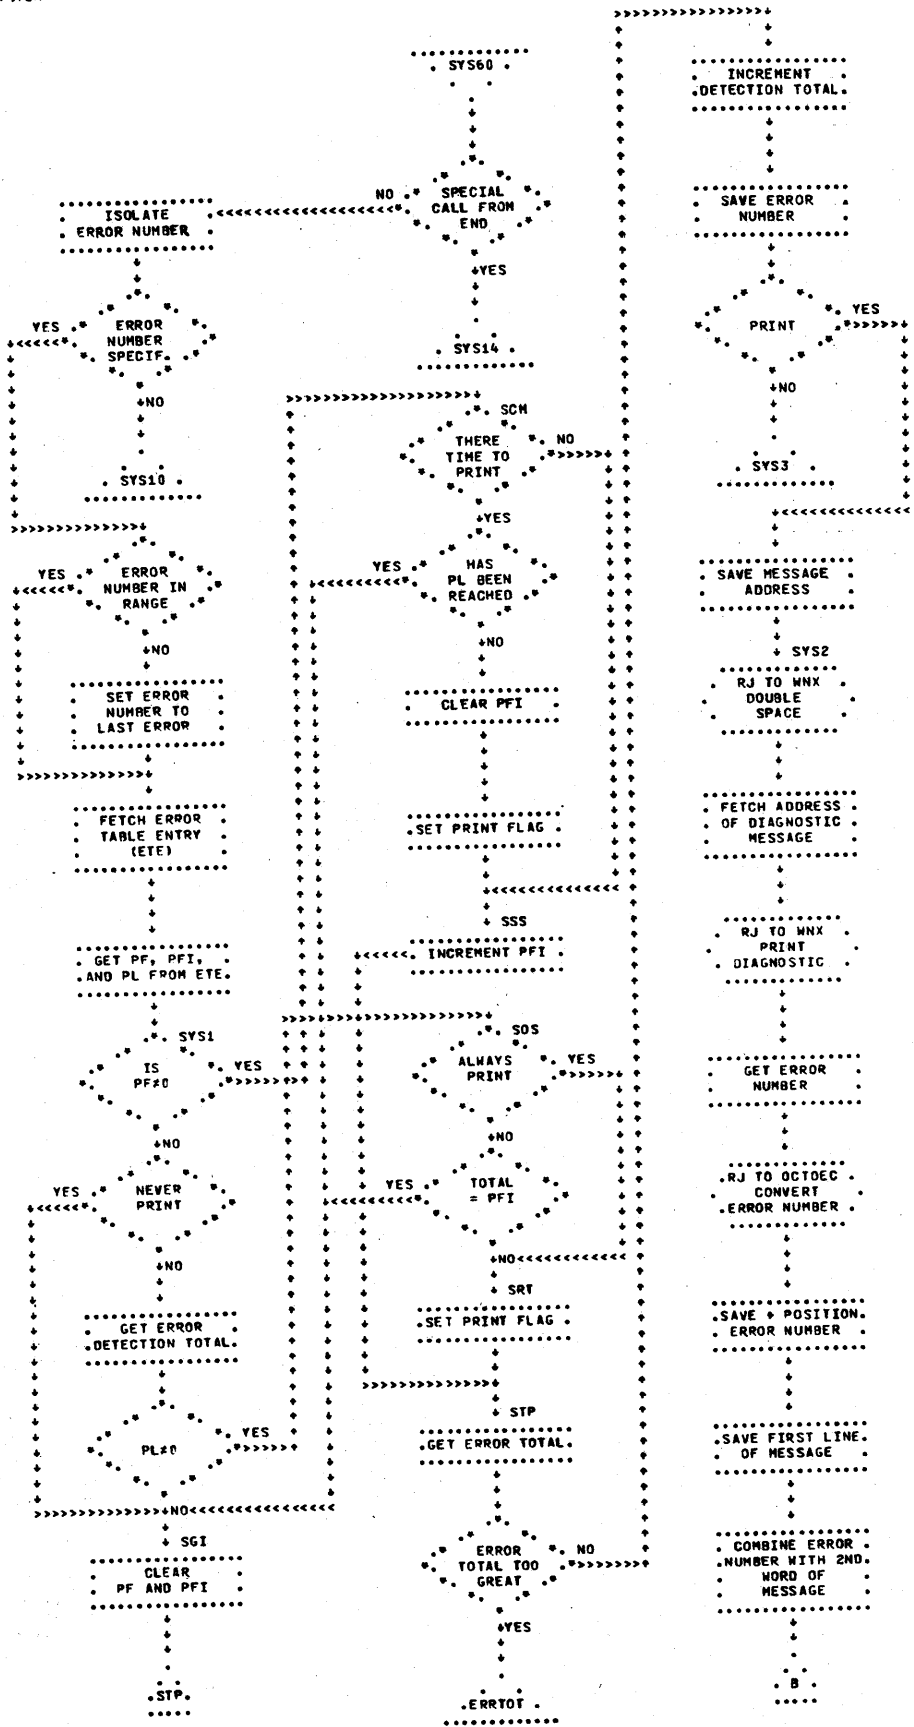 SYS60
SPECIAL
CALL FROM
END
NO
YES
SYS14
ISOLATE
ERROR NUMBER
ERROR
NUMBER
SPECIF.
YES
NO
SYS10
ERROR
NUMBER IN
RANGE
YES
NO
SET ERROR
NUMBER TO
LAST ERROR
FETCH ERROR
TABLE ENTRY
(ETE)
GET PF, PFI,
AND PL FROM ETE.
SYS1
IS
PF≠0
YES
NO
NEVER
PRINT
YES
NO
GET ERROR
DETECTION TOTAL.
PL≠0
YES
NO
SGI
CLEAR
PF AND PFI
STP
SCM
THERE
TIME TO
PRINT
NO
YES
HAS
PL BEEN
REACHED
YES
NO
CLEAR PFI
SET PRINT FLAG
SSS
INCREMENT PFI
SOS
ALWAYS
PRINT
YES
NO
TOTAL
= PFI
YES
NO
SRT
SET PRINT FLAG
STP
GET ERROR TOTAL
ERROR
TOTAL TOO
GREAT
NO
YES
ERRTOT
INCREMENT
DETECTION TOTAL
SAVE ERROR
NUMBER
PRINT
YES
NO
SYS3
SAVE MESSAGE
ADDRESS
SYS2
RJ TO WNX
DOUBLE
SPACE
FETCH ADDRESS
OF DIAGNOSTIC
MESSAGE
RJ TO WNX
PRINT
DIAGNOSTIC
GET ERROR
NUMBER
RJ TO OCTDEC
CONVERT
ERROR NUMBER
SAVE + POSITION
ERROR NUMBER
SAVE FIRST LINE
OF MESSAGE
COMBINE ERROR
NUMBER WITH 2ND
WORD OF
MESSAGE
B